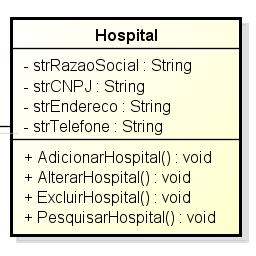 Hospital
- strRazaoSocial : String
- strCNPJ : String
- strEndereco : String
- strTelefone : String
+ AdicionarHospital() : void
+ AlterarHospital() : void
+ ExcluirHospital() : void
+ PesquisarHospital() : void